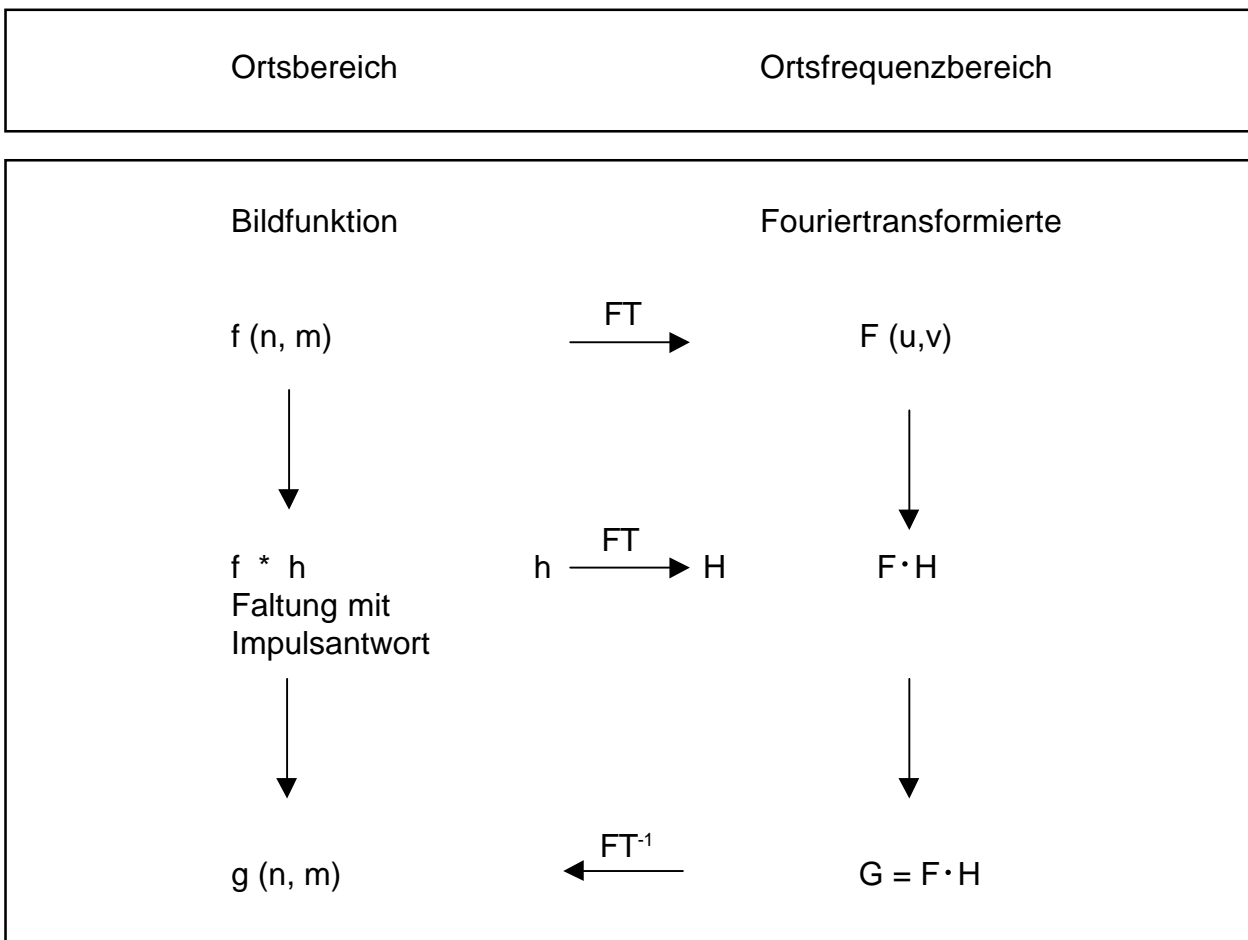 Ortsbereich Ortsfrequenzbereich
Bildfunktion Fouriertransformierte
f (n, m) FT F (u,v)
f * h h FT H F·H
Faltung mit
Impulsantwort
g (n, m) FT⁻¹ G = F·H